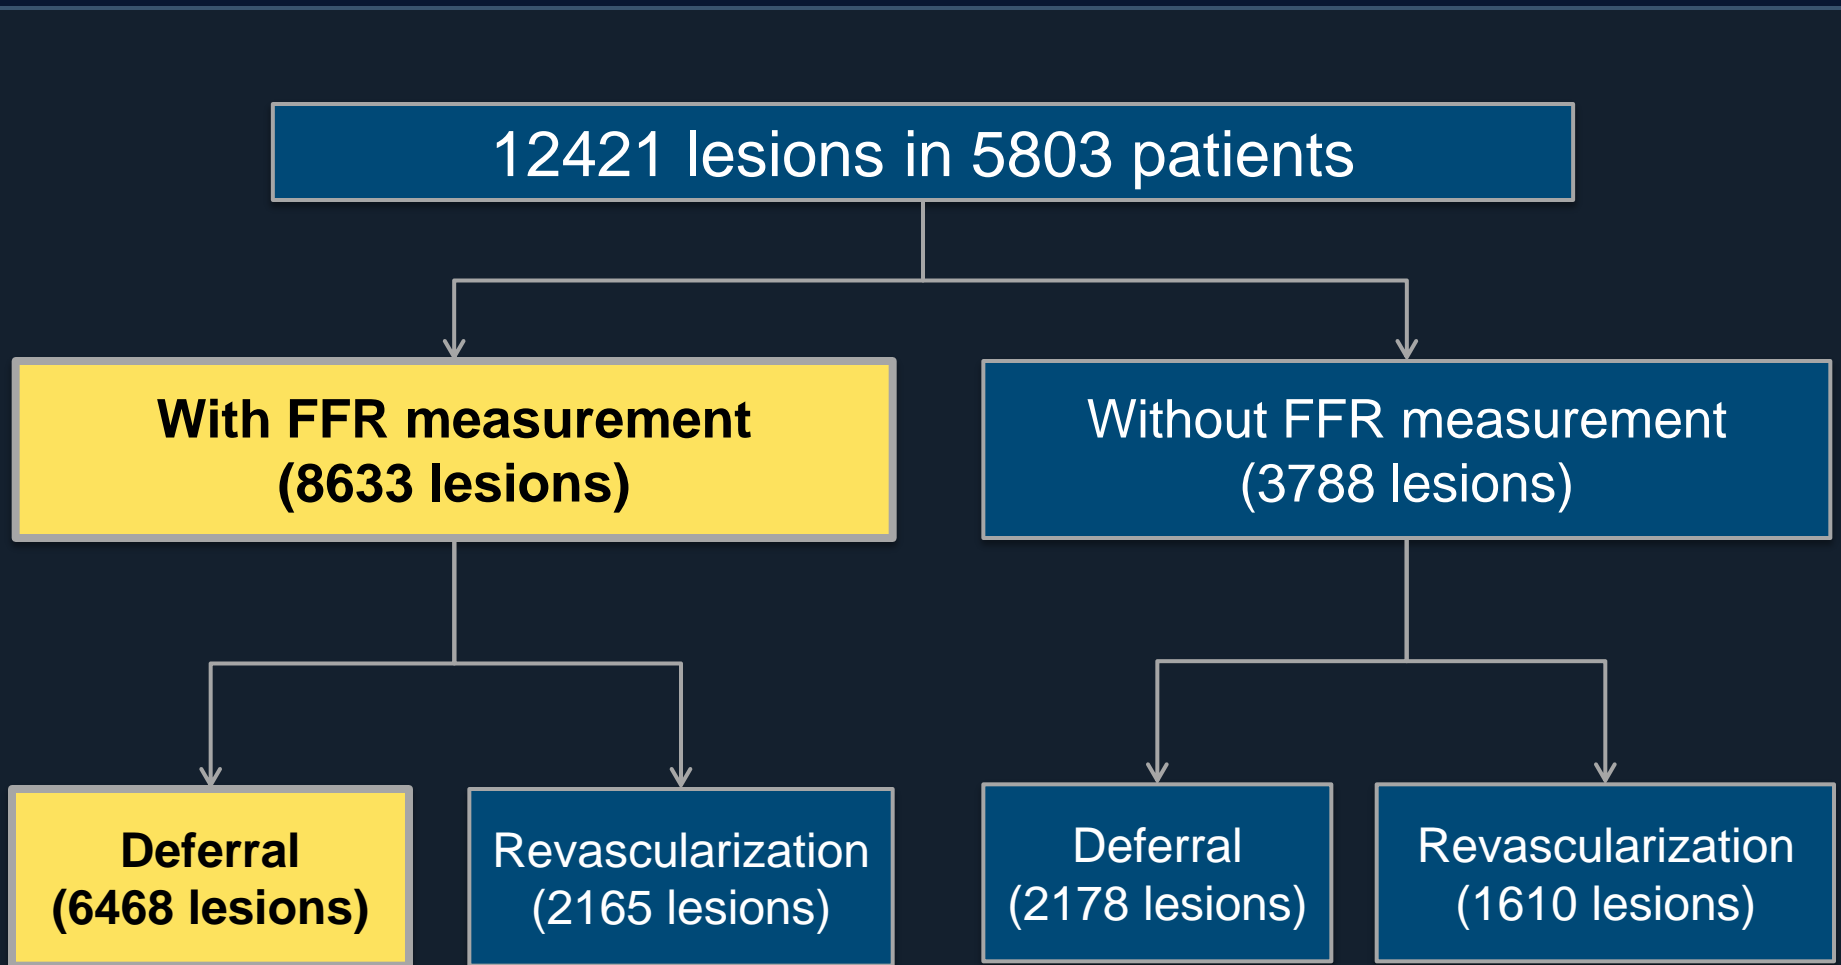 12421 lesions in 5803 patients
With FFR measurement
(8633 lesions)
Without FFR measurement
(3788 lesions)
Deferral
(6468 lesions)
Revascularization
(2165 lesions)
Deferral
(2178 lesions)
Revascularization
(1610 lesions)